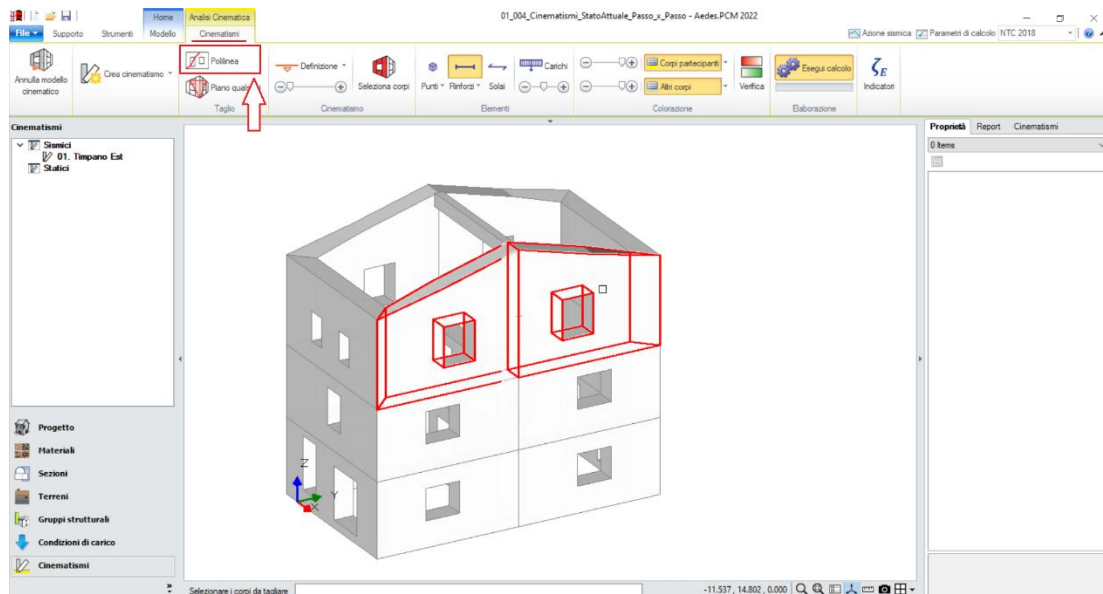 Home
Analisi Cinematica
01_004_Cinematismi_StatoAttuale_Passo_x_Passo - Aedes.PCM 2022
File
Supporto
Strumenti
Modello
Cinematismi
Azione sismica
Parametri di calcolo
NTC 2018
Annulla modello cinematico
Crea cinematismo
Polilinea
Piano qual
Taglio
Definizione
Seleziona corpi
Cinematismo
Punti
Rinforzi
Solai
Carichi
Elementi
Corpi partecipanti
Altri corpi
Verifica
Colorazione
Esegui calcolo
Elaborazione
ζE
Indicatori
Cinematismi
Sismici
01. Timpano Est
Statici
Progetto
Materiali
Sezioni
Terreni
Gruppi strutturali
Condizioni di carico
Cinematismi
Z
Y
X
Proprietà
Report
Cinematismi
0 Items
Selezionare i corpi da tagliare
-11.537 , 14.802 , 0.000